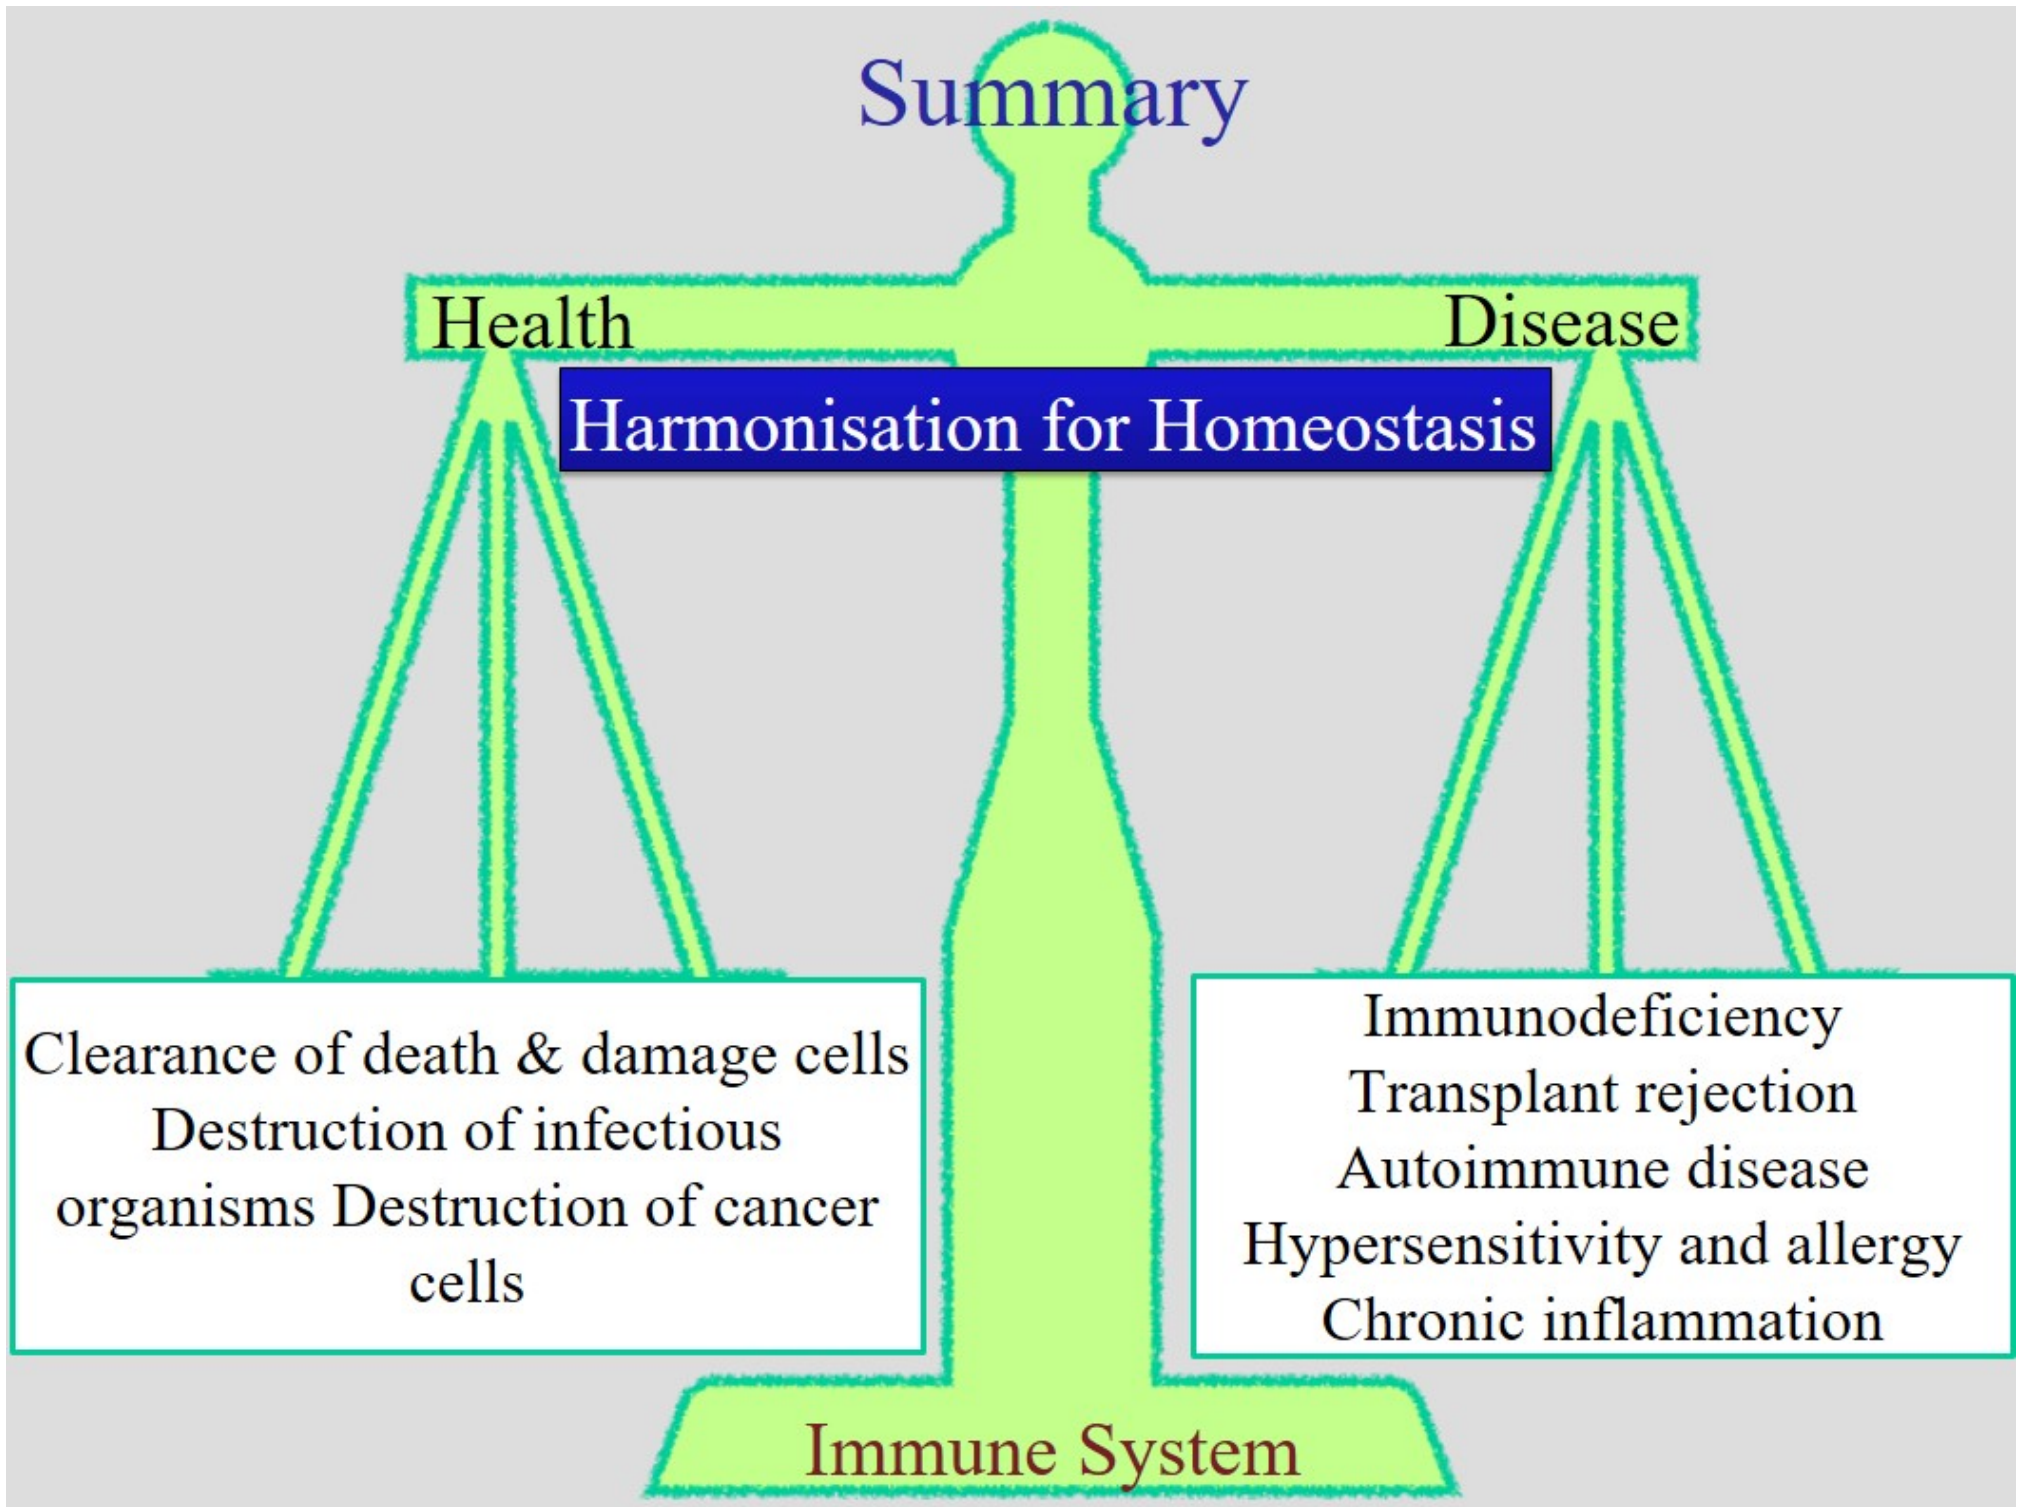 Summary
Health
Disease
Harmonisation for Homeostasis
Clearance of death & damage cells
Destruction of infectious
organisms Destruction of cancer
cells
Immunodeficiency
Transplant rejection
Autoimmune disease
Hypersensitivity and allergy
Chronic inflammation
Immune System